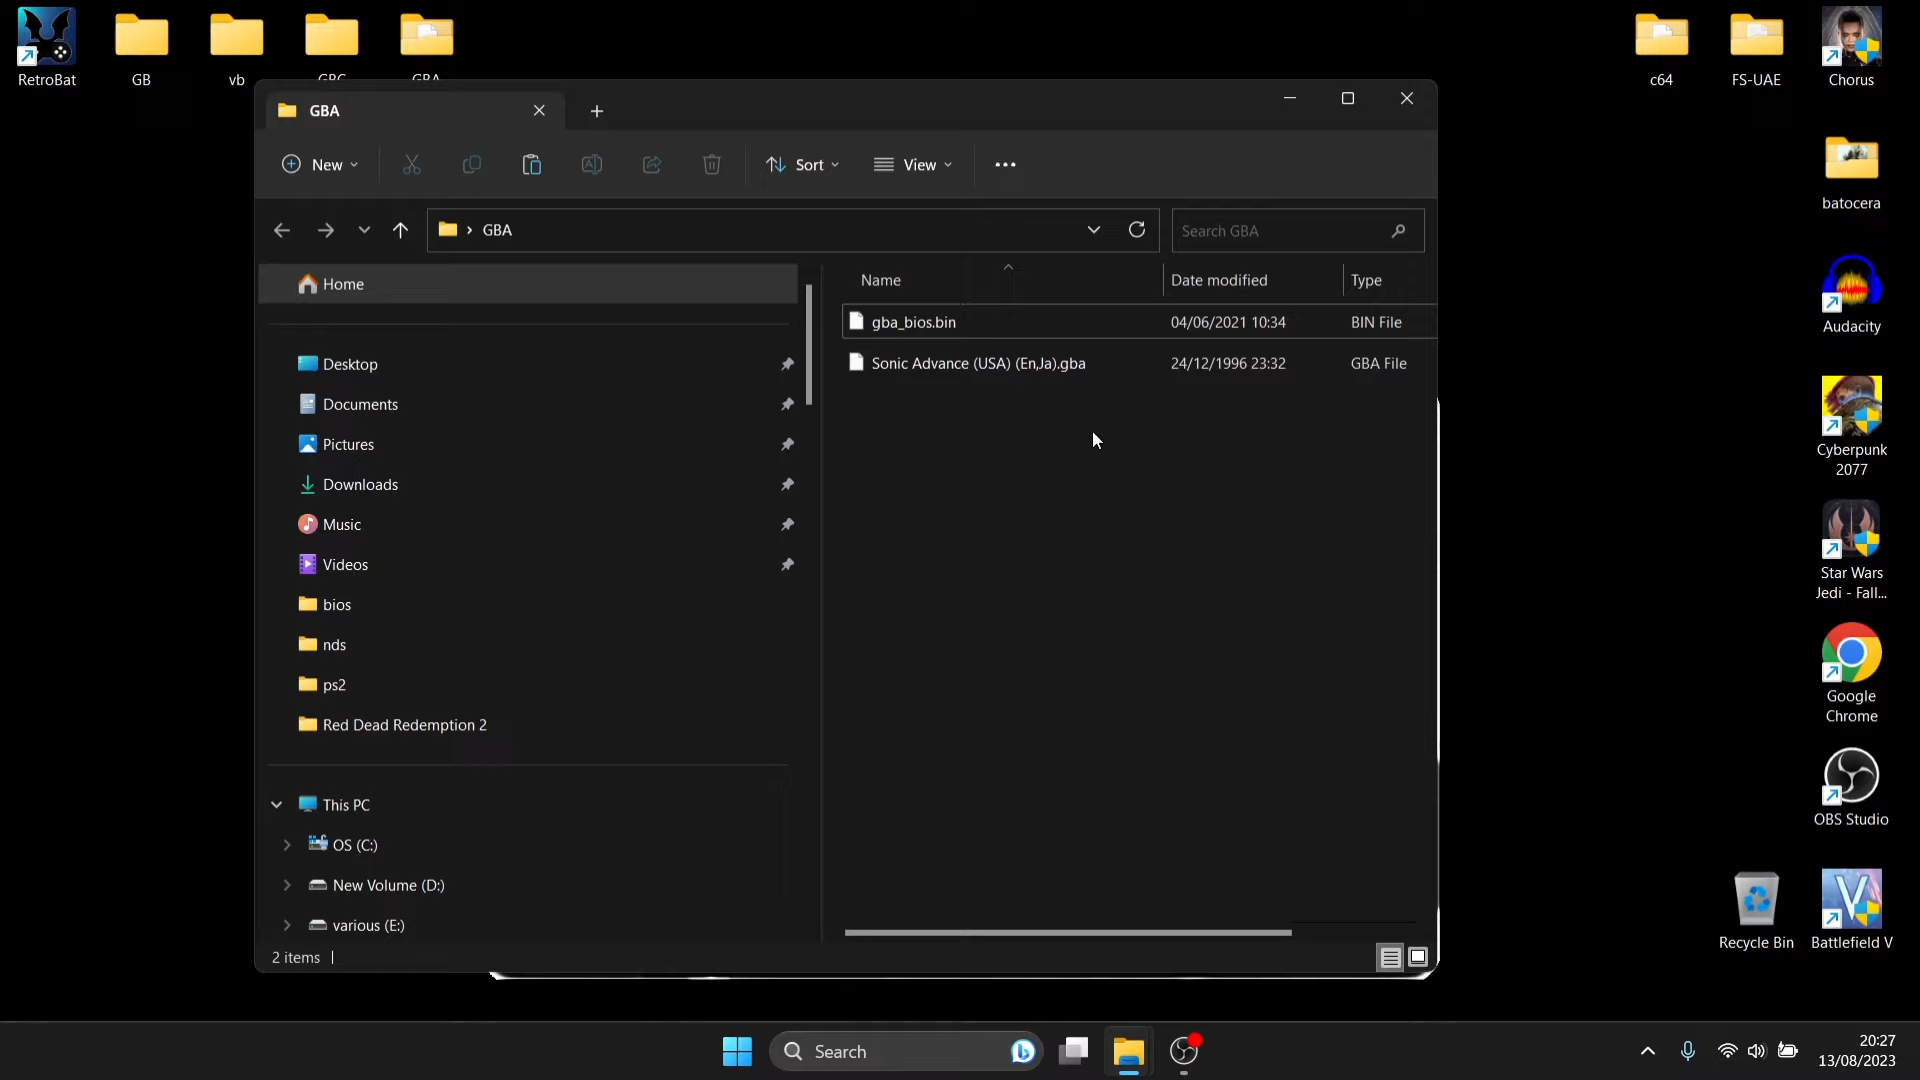 RetroBat
GB
vb
GBC
GBA
c64
FS-UAE
Chorus
GBA
New
Sort
View
GBA
Search GBA
Home
Desktop
Documents
Pictures
Downloads
Music
Videos
bios
nds
ps2
Red Dead Redemption 2
This PC
OS (C:)
New Volume (D:)
various (E:)
2 items
Name Date modified Type
gba_bios.bin 04/06/2021 10:34 BIN File
Sonic Advance (USA) (En,Ja).gba 24/12/1996 23:32 GBA File
batocera
Audacity
Cyberpunk
2077
Star Wars
Jedi - Fall...
Google
Chrome
OBS Studio
Recycle Bin
Battlefield V
Search
20:27
13/08/2023